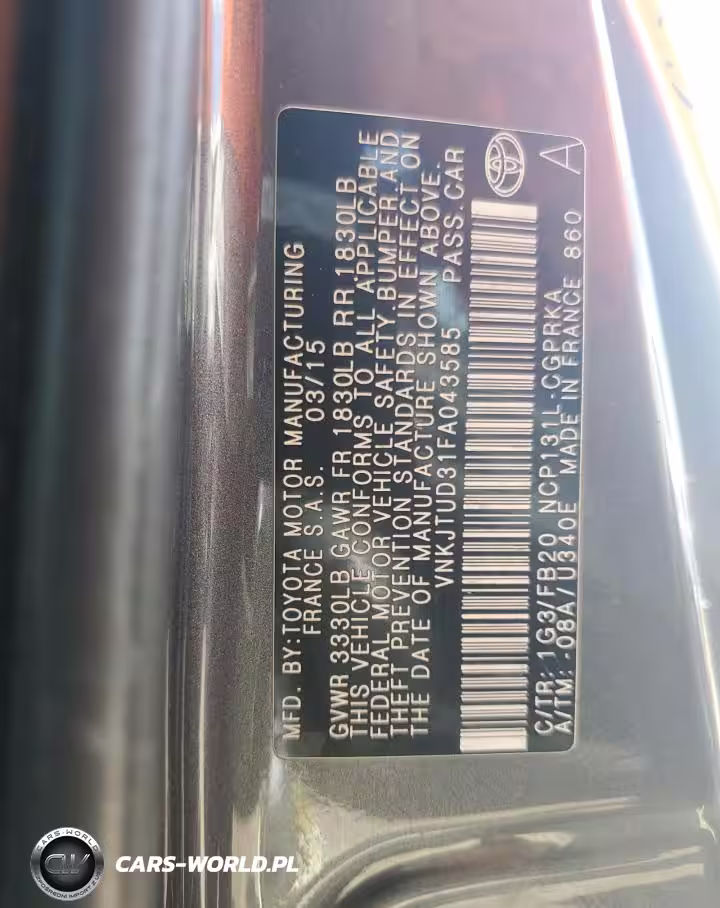 MFD. BY:TOYOTA MOTOR MANUFACTURING
FRANCE S.A.S. 03/15
GVWR 3330LB GAWR FR 1830LB RR 1830LB
THIS VEHICLE CONFORMS TO ALL APPLICABLE
FEDERAL MOTOR VEHICLE SAFETY, BUMPER,AND
THEFT PREVENTION STANDARDS IN EFFECT ON
THE DATE OF MANUFACTURE SHOWN ABOVE.
VNKJTUD31FA043585 PASS.CAR
C/TR: 1G3/FB20 NCP131L-CGPRKA
A/TM: -08A/U340E MADE IN FRANCE 860
A
CARS-WORLD
CW
CARS-WORLD.PL